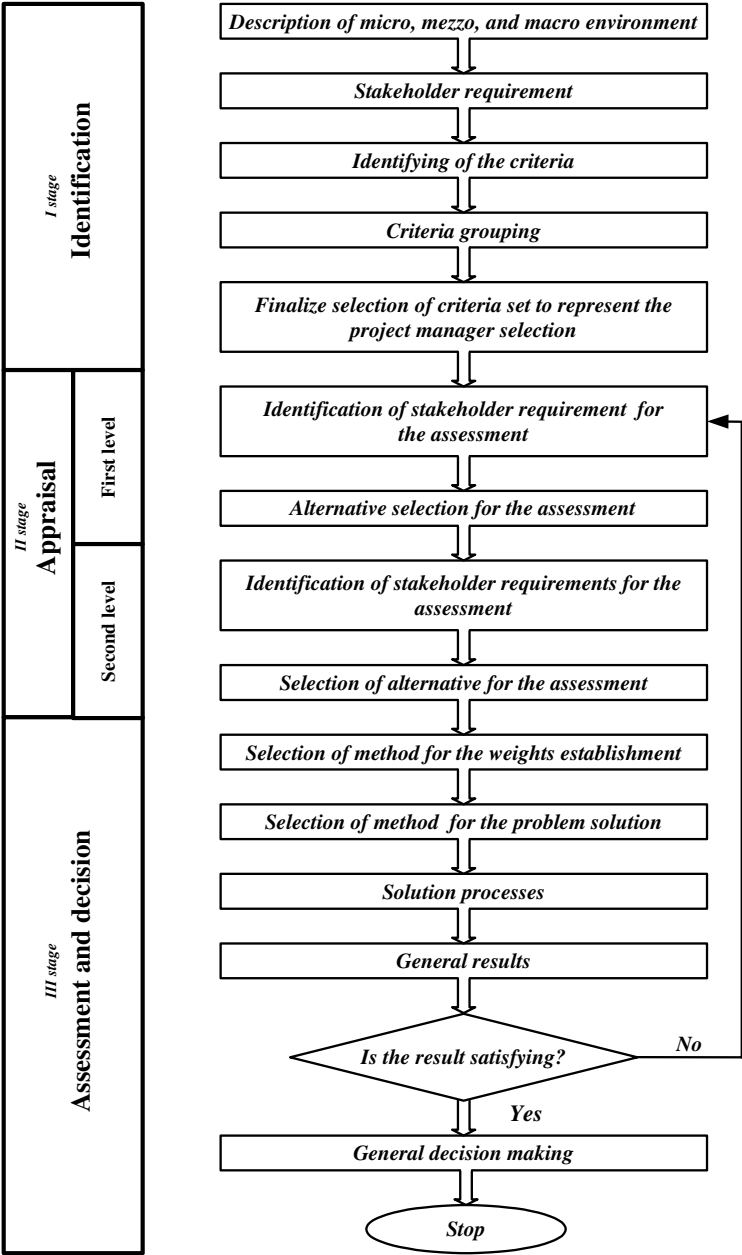 I stage
Identification
II stage
Appraisal
First level
Second level
III stage
Assessment and decision
Description of micro, mezzo, and macro environment
Stakeholder requirement
Identifying of the criteria
Criteria grouping
Finalize selection of criteria set to represent the
project manager selection
Identification of stakeholder requirement for
the assessment
Alternative selection for the assessment
Identification of stakeholder requirements for the
assessment
Selection of alternative for the assessment
Selection of method for the weights establishment
Selection of method for the problem solution
Solution processes
General results
Is the result satisfying?
No
Yes
General decision making
Stop